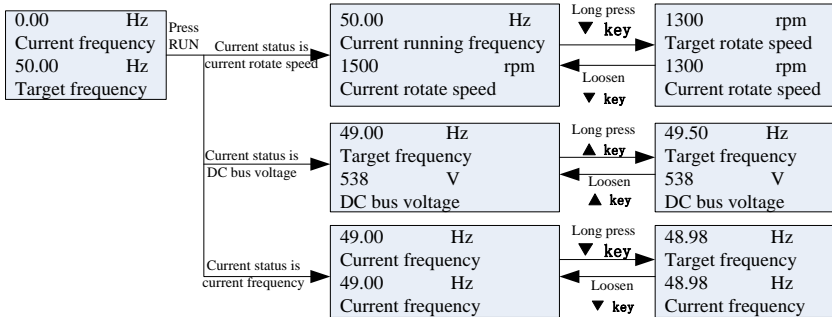 0.00 Hz
Current frequency
50.00 Hz
Target frequency
Press
RUN
Current status is
current rotate speed
50.00 Hz
Current running frequency
1500 rpm
Current rotate speed
Long press
▼ key
Loosen
▼ key
1300 rpm
Target rotate speed
1300 rpm
Current rotate speed
Current status is
DC bus voltage
49.00 Hz
Target frequency
538 V
DC bus voltage
Long press
▲ key
Loosen
▲ key
49.50 Hz
Target frequency
538 V
DC bus voltage
Current status is
current frequency
49.00 Hz
Current frequency
49.00 Hz
Current frequency
Long press
▼ key
Loosen
▼ key
48.98 Hz
Target frequency
48.98 Hz
Current frequency